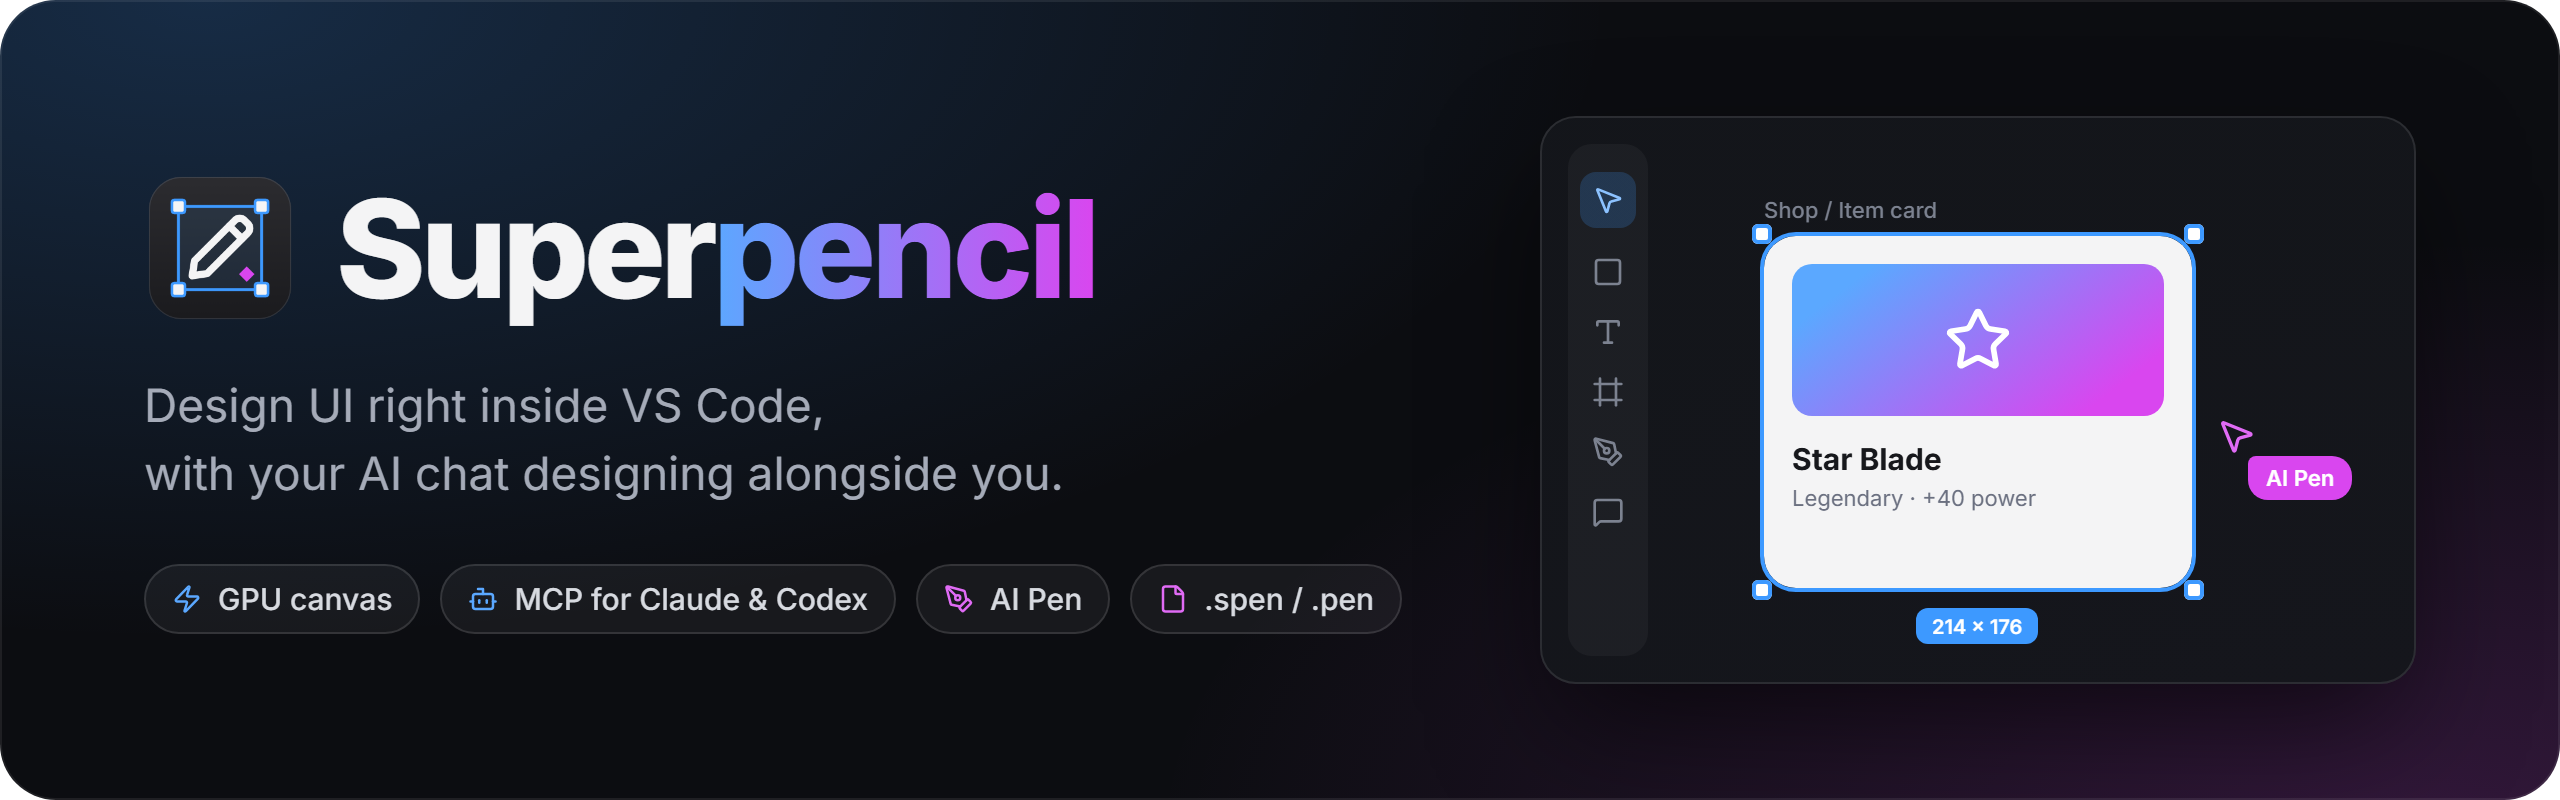 Superpencil
Design UI right inside VS Code,
with your AI chat designing alongside you.
GPU canvas
MCP for Claude & Codex
AI Pen
.spen / .pen
Shop / Item card
Star Blade
Legendary · +40 power
AI Pen
214 × 176